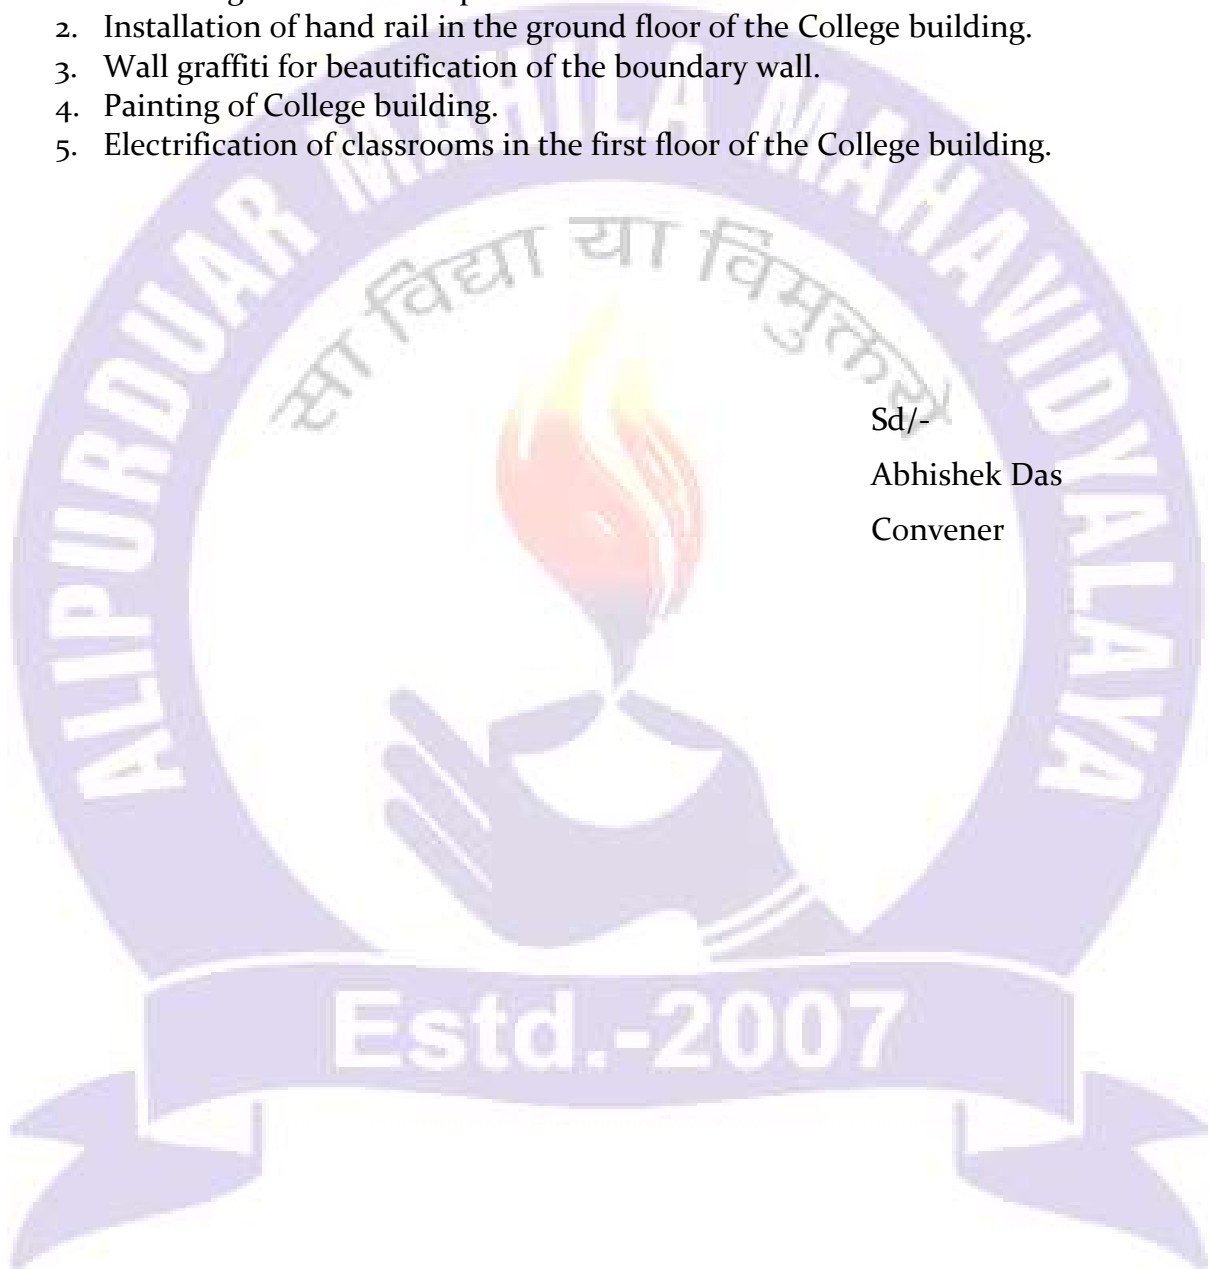 2. Installation of hand rail in the ground floor of the College building.
3. Wall graffiti for beautification of the boundary wall.
4. Painting of College building.
5. Electrification of classrooms in the first floor of the College building.
ALIPURDUAR MAHILA MAHAVIDYALAYA
सा विद्या या विमुक्तये
Sd/-
Abhishek Das
Convener
Estd.-2007